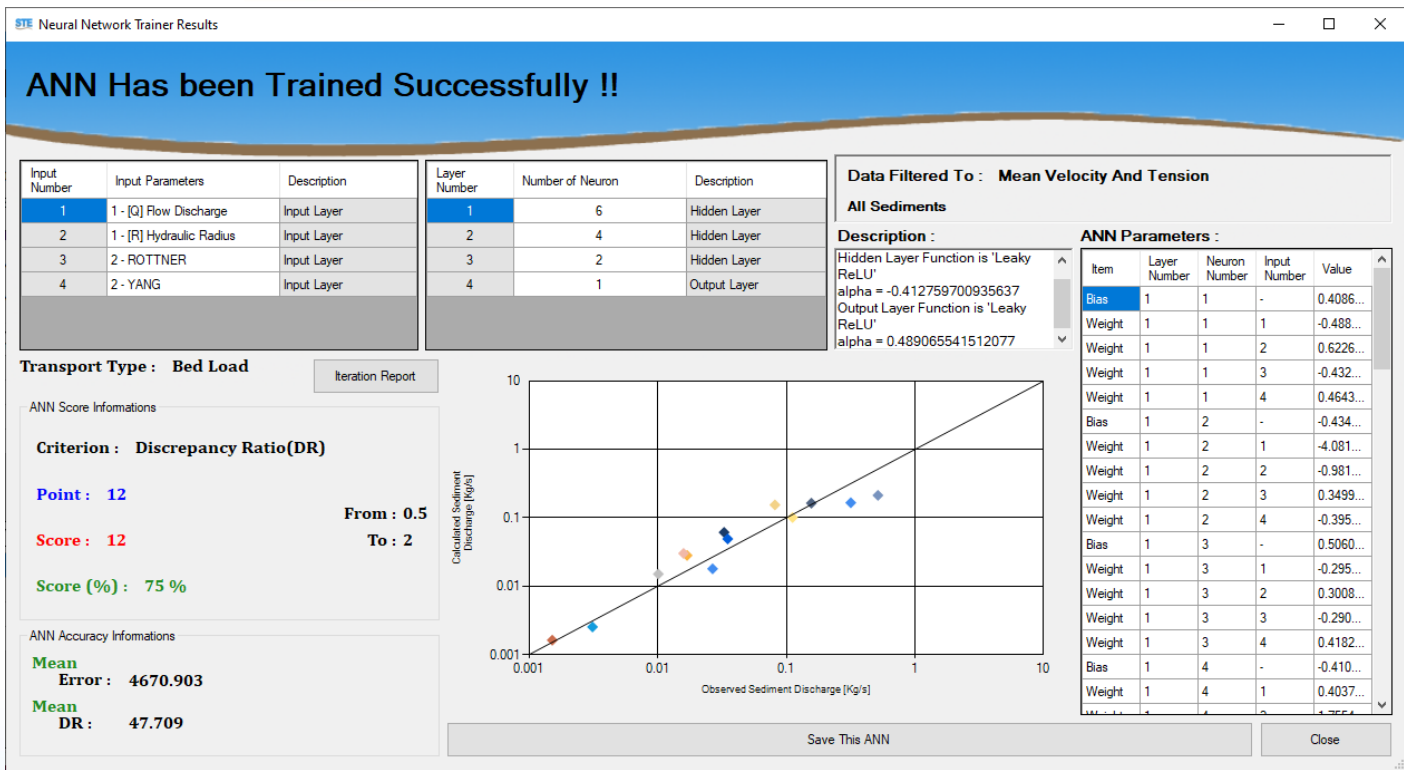 STE Neural Network Trainer Results
ANN Has been Trained Successfully !!
Input Number Input Parameters Description
1 1 - [Q] Flow Discharge Input Layer
2 1 - [R] Hydraulic Radius Input Layer
3 2 - ROTTNER Input Layer
4 2 - YANG Input Layer
Layer Number Number of Neuron Description
1 6 Hidden Layer
2 4 Hidden Layer
3 2 Hidden Layer
4 1 Output Layer
Data Filtered To : Mean Velocity And Tension
All Sediments
Description :
Hidden Layer Function is 'Leaky
ReLU'
alpha = -0.412759700935637
Output Layer Function is 'Leaky
ReLU'
alpha = 0.489065541512077
ANN Parameters :
Item Layer Number Neuron Number Input Number Value
Bias 1 1 - 0.4086...
Weight 1 1 1 -0.488...
Weight 1 1 2 0.6226...
Weight 1 1 3 -0.432...
Weight 1 1 4 0.4643...
Bias 1 2 - -0.434...
Weight 1 2 1 -4.081...
Weight 1 2 2 -0.981...
Weight 1 2 3 0.3499...
Weight 1 2 4 -0.395...
Bias 1 3 - 0.5060...
Weight 1 3 1 -0.295...
Weight 1 3 2 0.3008...
Weight 1 3 3 -0.290...
Weight 1 3 4 0.4182...
Bias 1 4 - -0.410...
Weight 1 4 1 0.4037...
Transport Type : Bed Load
Iteration Report
ANN Score Informations
Criterion : Discrepancy Ratio(DR)
Point : 12
From : 0.5
Score : 12
To : 2
Score (%) : 75 %
ANN Accuracy Informations
Mean
Error : 4670.903
Mean
DR : 47.709
Calculated Sediment
Discharge [Kg/s]
10
1
0.1
0.01
0.001
0.001 0.01 0.1 1 10
Observed Sediment Discharge [Kg/s]
Save This ANN
Close